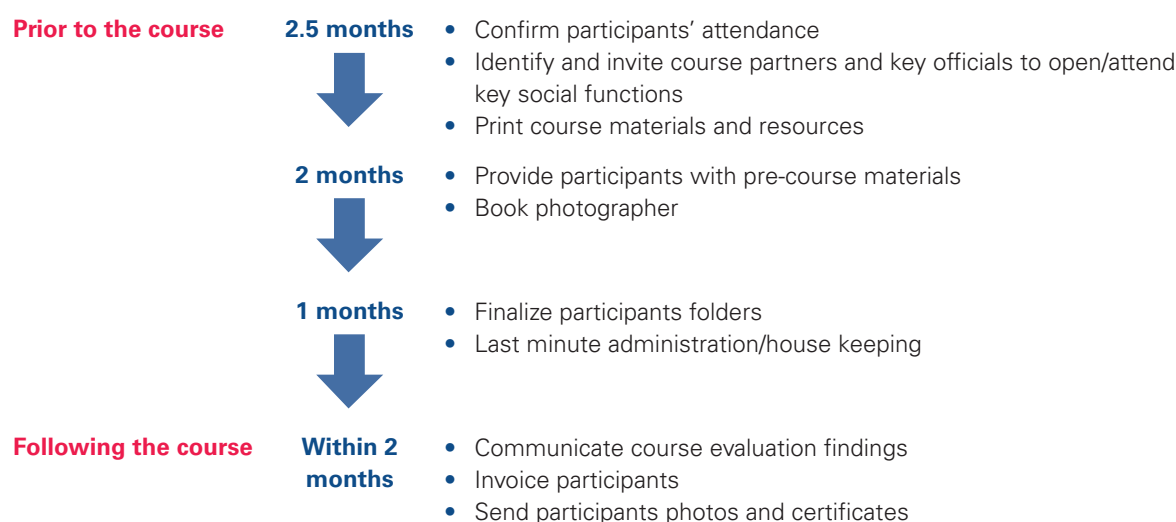 Prior to the course
2.5 months
• Confirm participants’ attendance
• Identify and invite course partners and key officials to open/attend
key social functions
• Print course materials and resources
2 months
• Provide participants with pre-course materials
• Book photographer
1 months
• Finalize participants folders
• Last minute administration/house keeping
Following the course
Within 2
months
• Communicate course evaluation findings
• Invoice participants
• Send participants photos and certificates